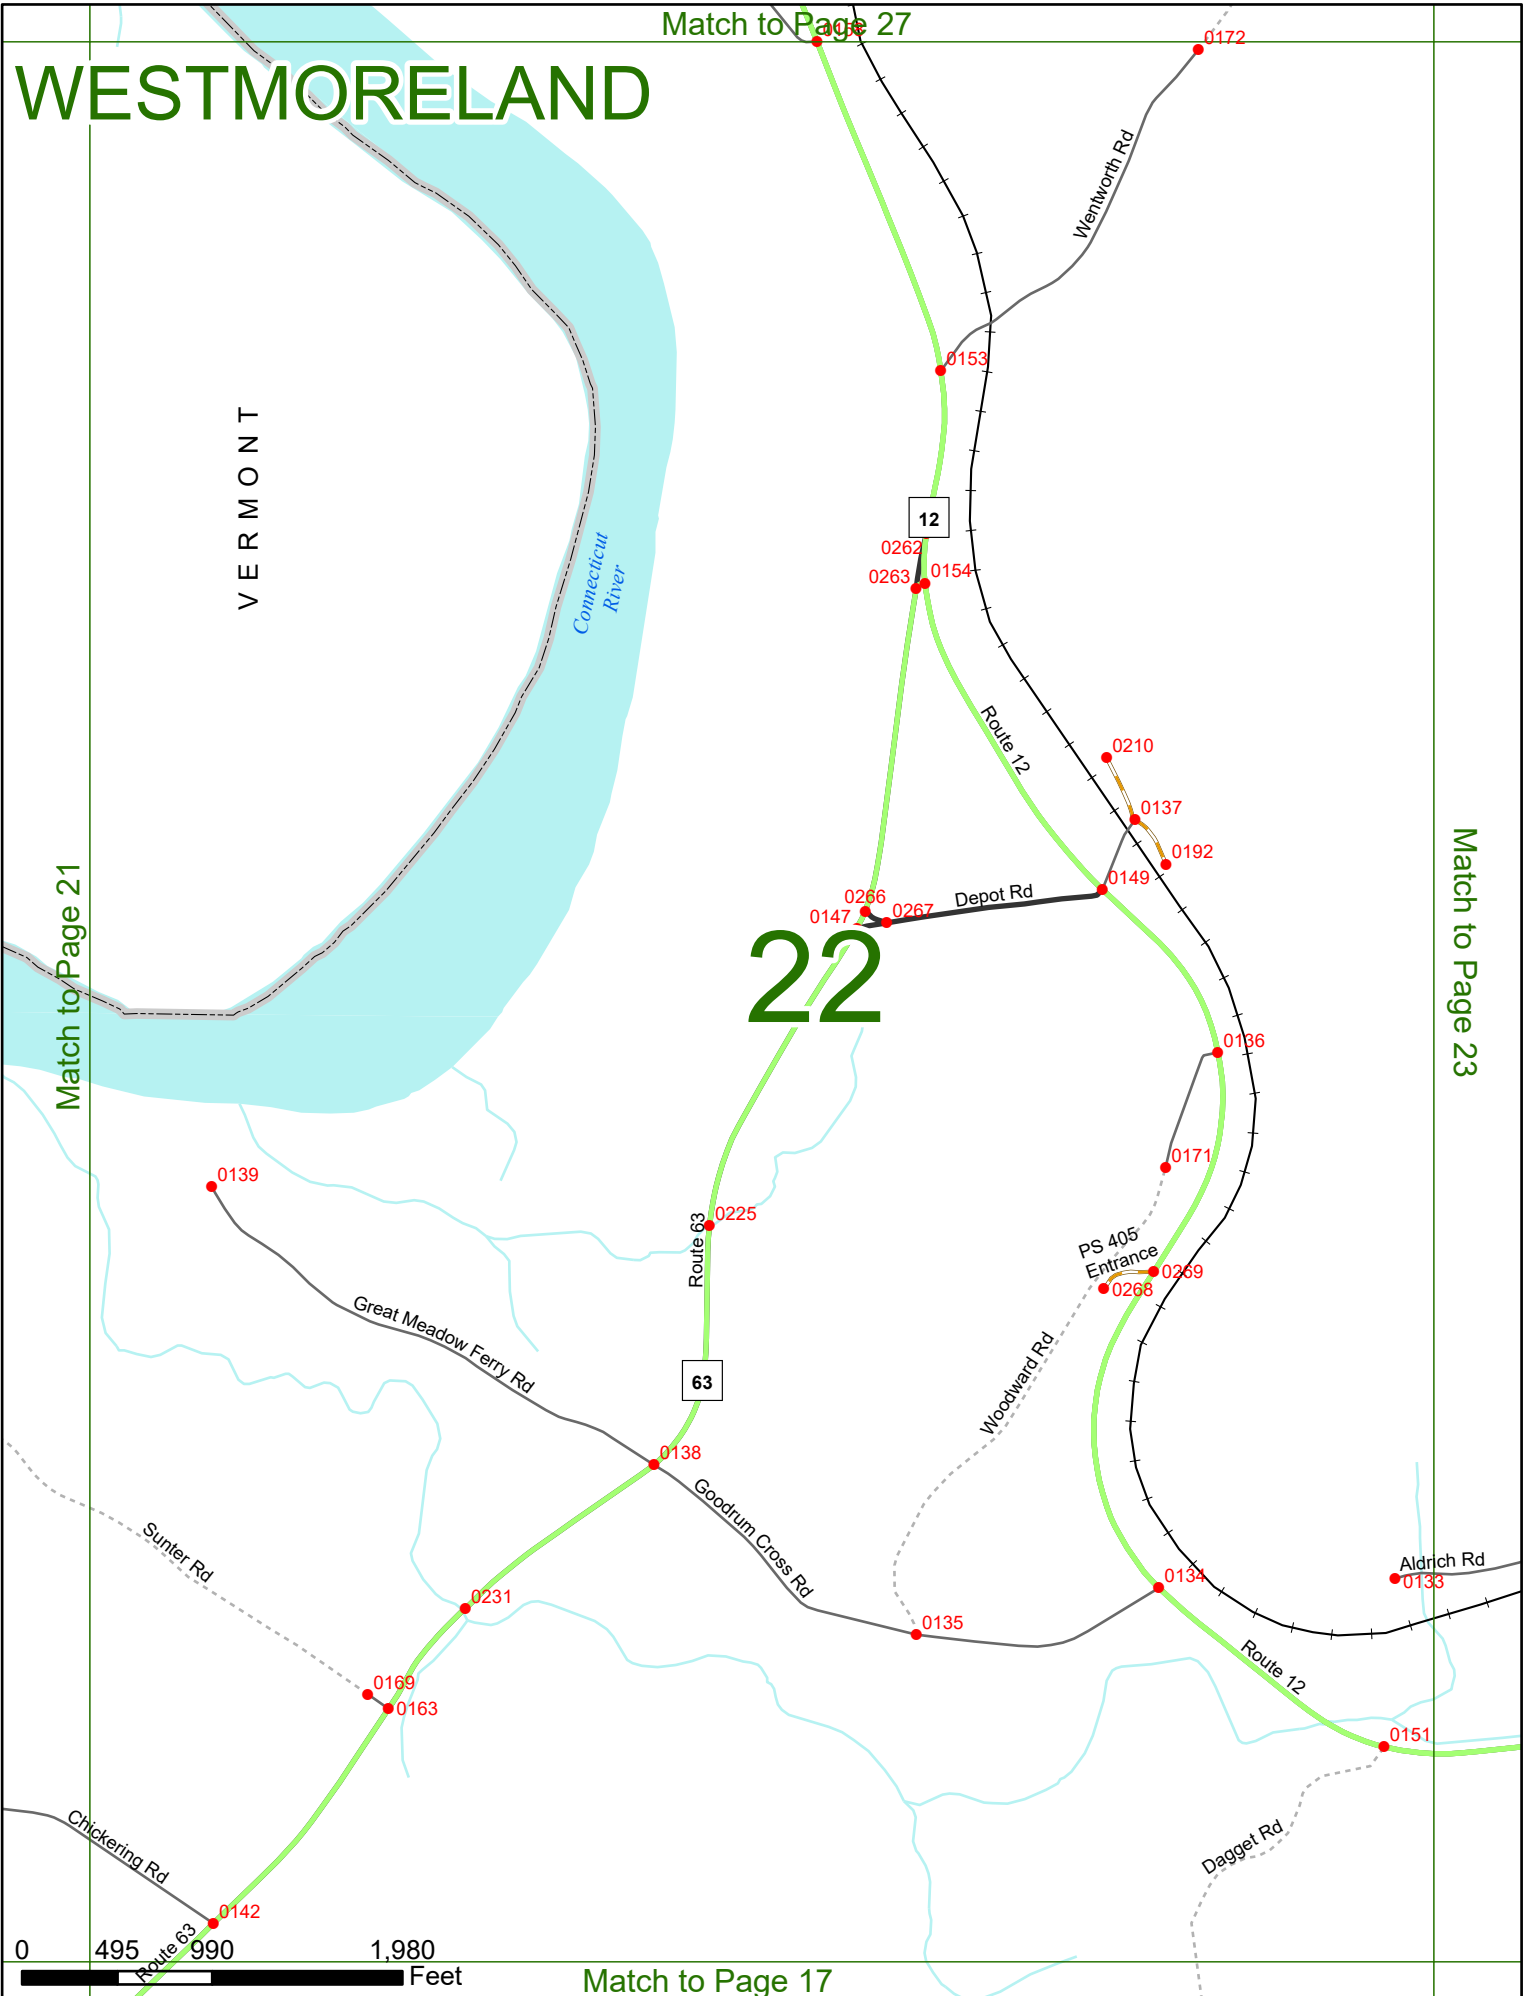 Match to Page 27
0172
WESTMORELAND
Wentworth Rd
0153
VERMONT
12
0262
0263
0154
Connecticut
River
Route 12
0210
0137
0192
0149
Depot Rd
0266
0267
0147
22
Match to Page 21
Match to Page 23
0136
0171
0139
0225
Route 63
PS 405
Entrance
0269
0268
Great Meadow Ferry Rd
63
Woodward Rd
0138
Goodrum Cross Rd
Sunter Rd
0231
0134
Aldrich Rd
0133
0135
Route 12
0169
0163
0151
Chickering Rd
Dagget Rd
0142
Route 63
0 495 990 1,980
Feet
Match to Page 17